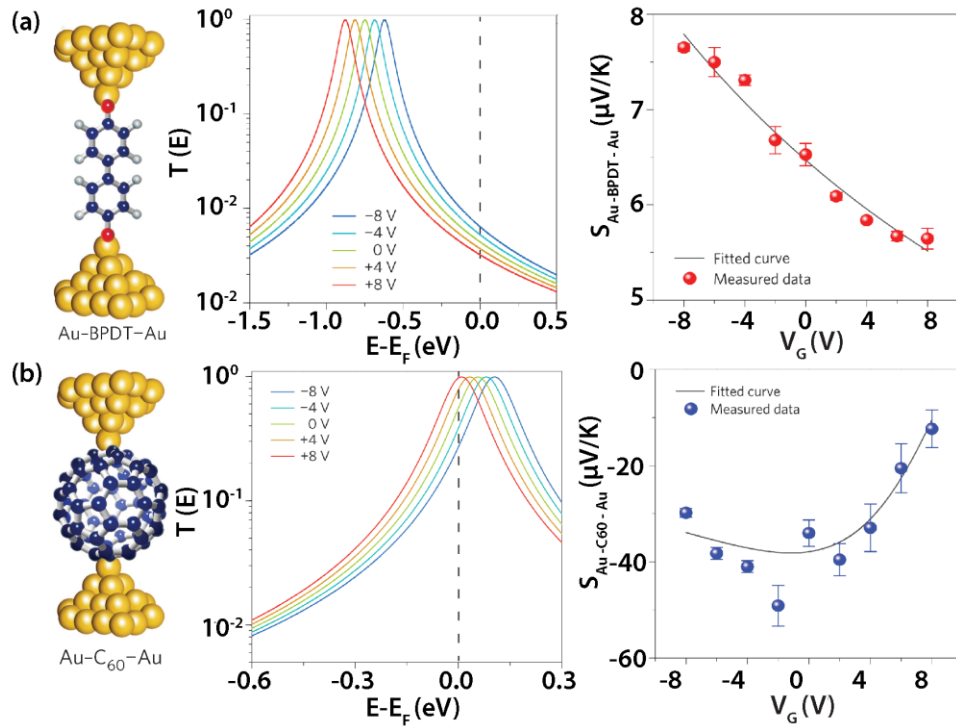 (a)
Au-BPDT-Au
T (E)
10⁰
10⁻¹
10⁻²
10⁻²
-8 V
-4 V
0 V
+4 V
+8 V
-1.5 -1.0 -0.5 0.0 0.5
E-E_F (eV)
S_Au-BPDT-Au (μV/K)
8
7
6
5
Fitted curve
Measured data
-8 -4 0 4 8
V_G (V)
(b)
Au-C₆₀-Au
T (E)
10⁰
10⁻¹
10⁻²
-8 V
-4 V
0 V
+4 V
+8 V
-0.6 -0.3 0.0 0.3
E-E_F (eV)
S_Au-C60-Au (μV/K)
0
-20
-40
-60
Fitted curve
Measured data
-8 -4 0 4 8
V_G (V)